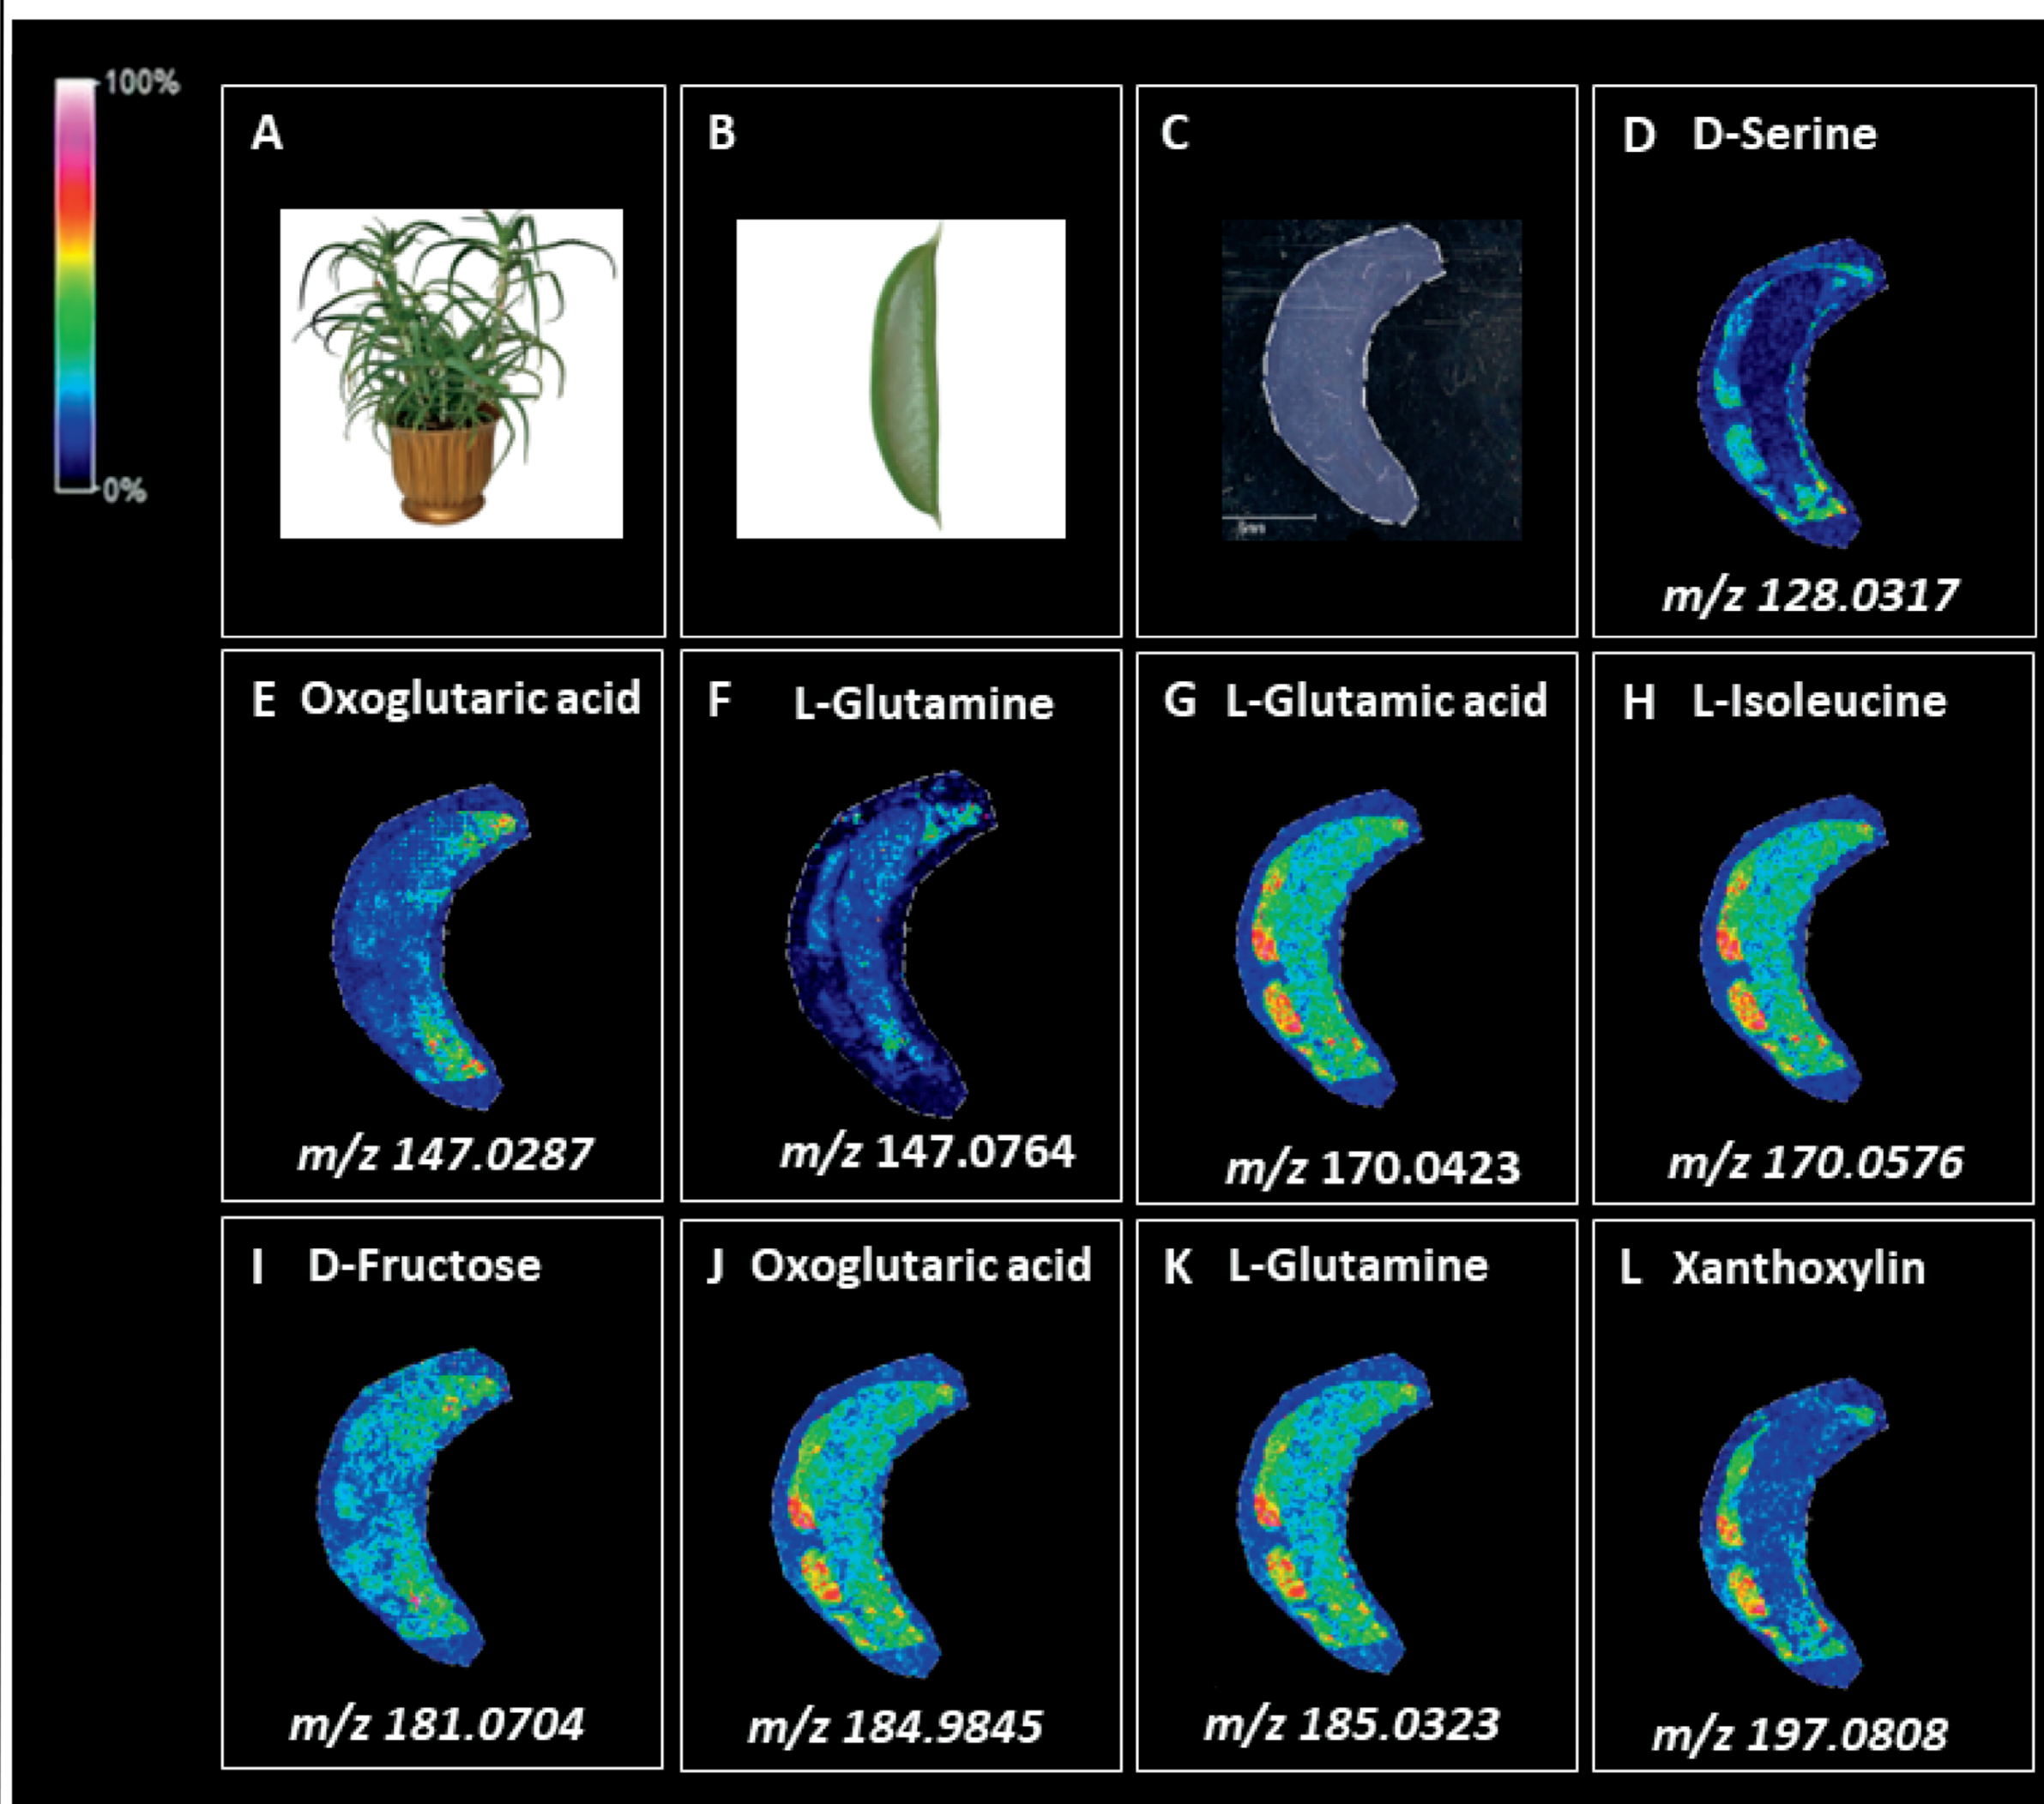 100%
0%
A
B
C
D D-Serine
m/z 128.0317
E Oxoglutaric acid
F L-Glutamine
G L-Glutamic acid
H L-Isoleucine
m/z 147.0287
m/z 147.0764
m/z 170.0423
m/z 170.0576
I D-Fructose
J Oxoglutaric acid
K L-Glutamine
L Xanthoxylin
m/z 181.0704
m/z 184.9845
m/z 185.0323
m/z 197.0808